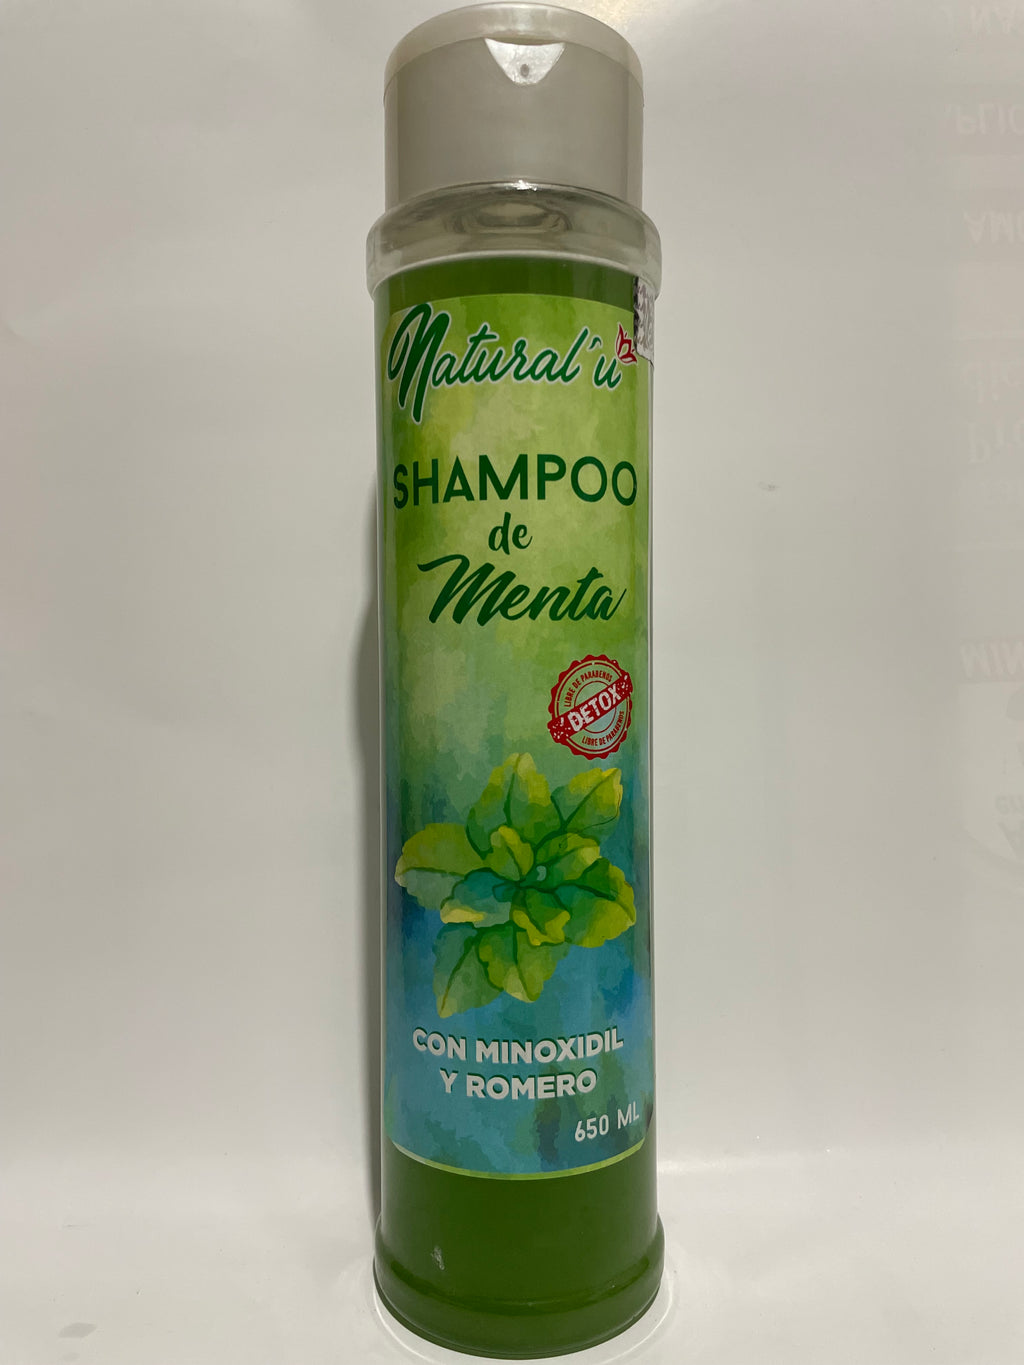 Natural'u
SHAMPOO
de
Menta
LIBRE DE PARABENOS
DETOX
LIBRE DE PARABENOS
CON MINOXIDIL
Y ROMERO
650 ML